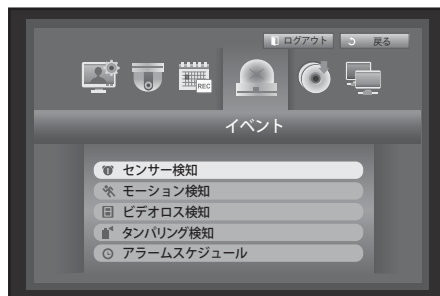 ログアウト
戻る
REC
イベント
センサー検知
モーション検知
ビデオロス検知
タンパリング検知
アラームスケジュール